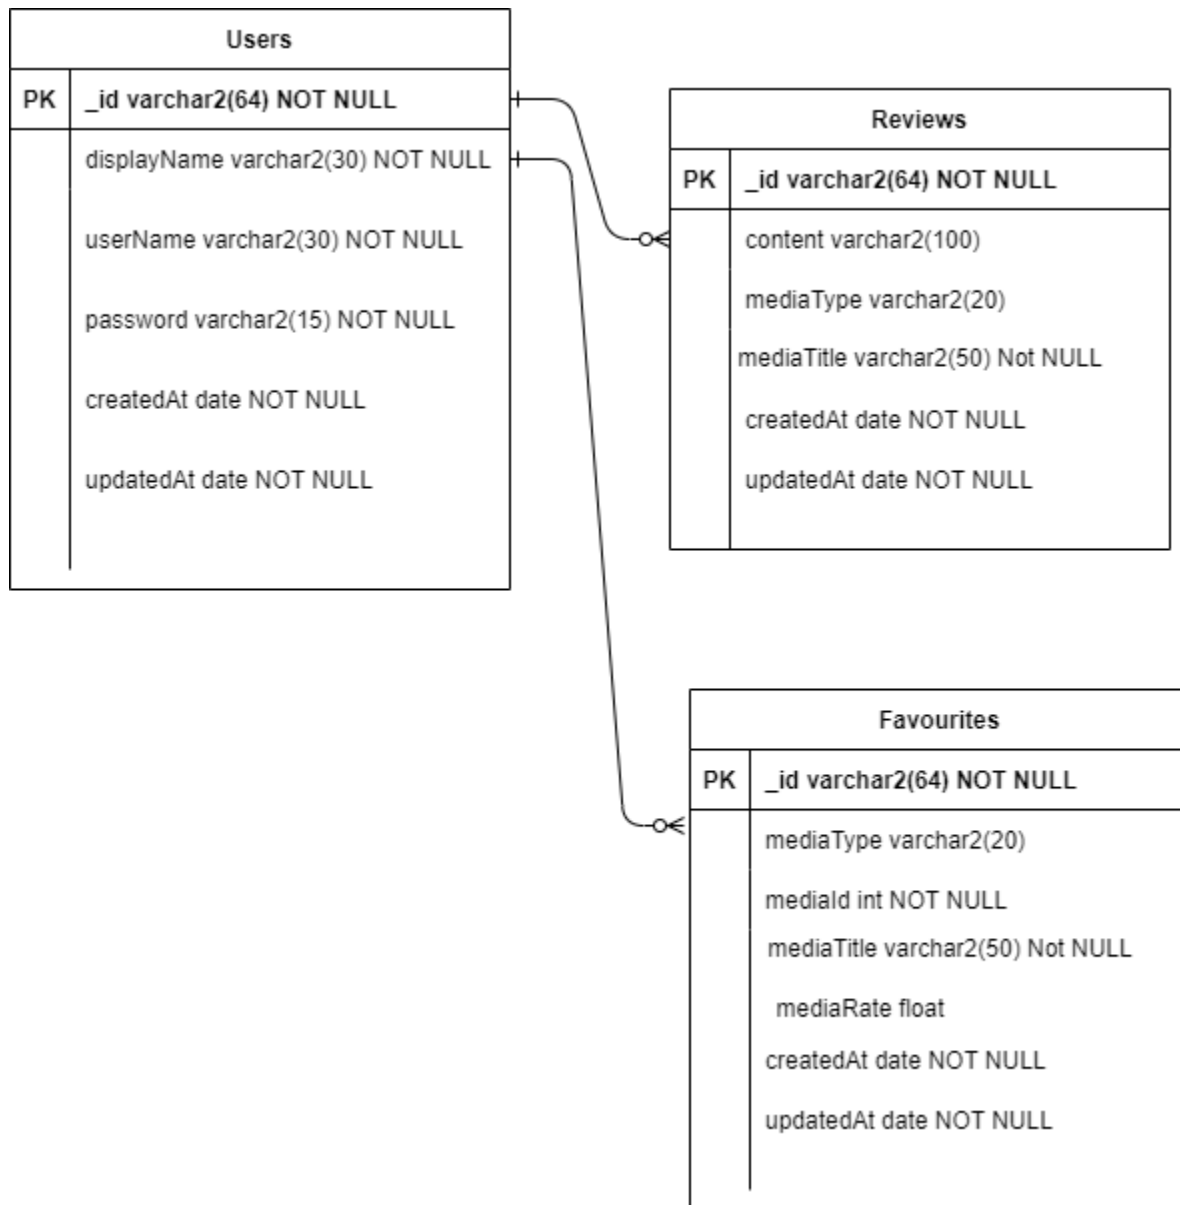 Users
PK _id varchar2(64) NOT NULL
displayName varchar2(30) NOT NULL
userName varchar2(30) NOT NULL
password varchar2(15) NOT NULL
createdAt date NOT NULL
updatedAt date NOT NULL
Reviews
PK _id varchar2(64) NOT NULL
content varchar2(100)
mediaType varchar2(20)
mediaTitle varchar2(50) Not NULL
createdAt date NOT NULL
updatedAt date NOT NULL
Favourites
PK _id varchar2(64) NOT NULL
mediaType varchar2(20)
mediaId int NOT NULL
mediaTitle varchar2(50) Not NULL
mediaRate float
createdAt date NOT NULL
updatedAt date NOT NULL